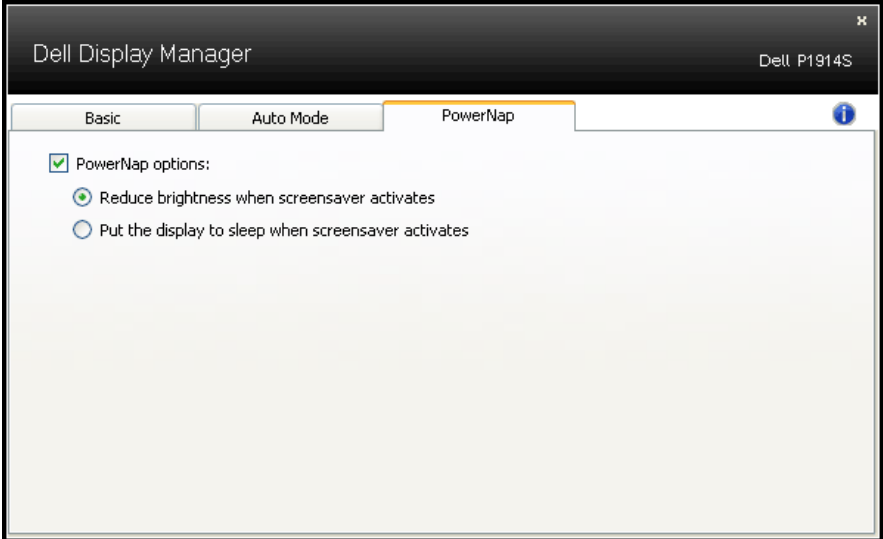 Dell Display Manager
Dell P1914S
Basic
Auto Mode
PowerNap
PowerNap options:
Reduce brightness when screensaver activates
Put the display to sleep when screensaver activates